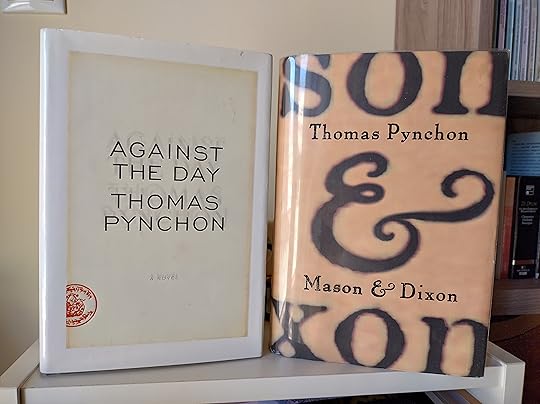 AGAINST
THE DAY
THOMAS
PYNCHON
A NOVEL
SON
Thomas Pynchon
&
Mason & Dixon
xon